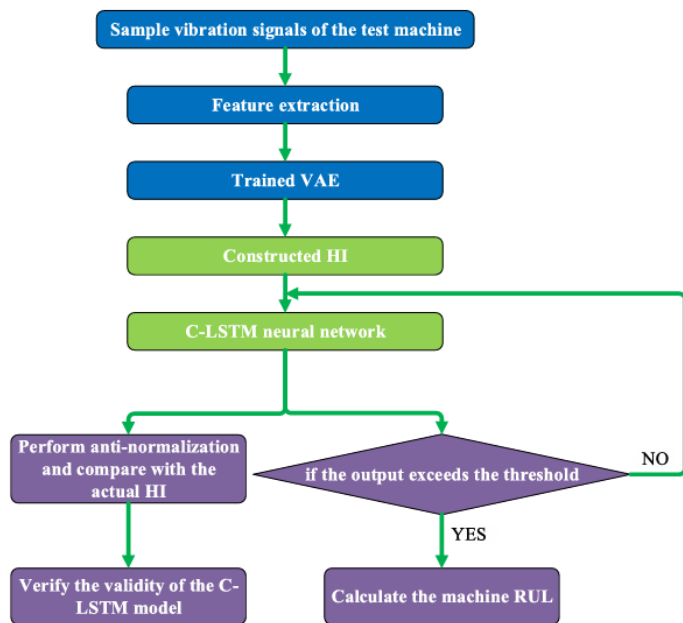 Sample vibration signals of the test machine
Feature extraction
Trained VAE
Constructed HI
C-LSTM neural network
Perform anti-normalization
and compare with the
actual HI
if the output exceeds the threshold
NO
YES
Verify the validity of the C-
LSTM model
Calculate the machine RUL